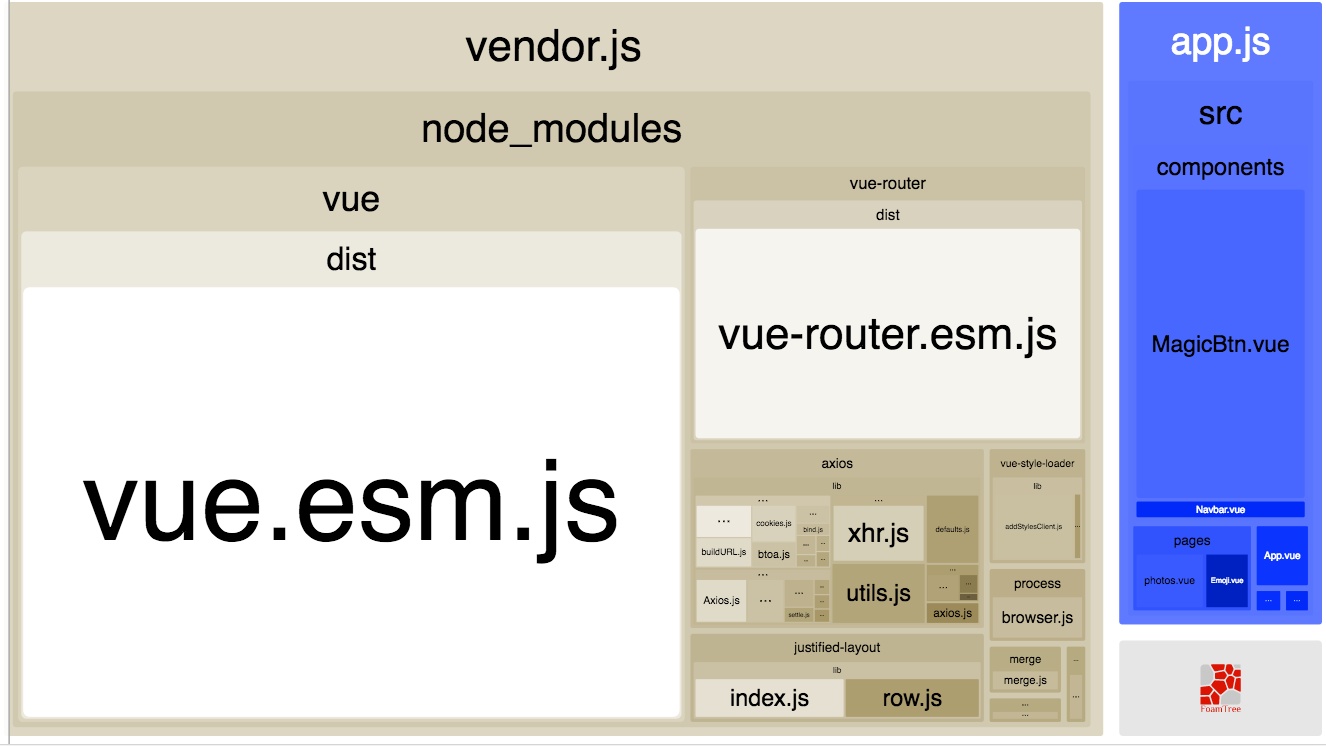 vendor.js
node_modules
vue
dist
vue.esm.js
vue-router
dist
vue-router.esm.js
axios
lib
...
...
cookies.js
...
bind.js
buildURL.js
btoa.js
...
...
...
...
...
xhr.js
defaults.js
...
Axios.js
...
...
settle.js
...
...
...
utils.js
...
...
...
axios.js
justified-layout
lib
index.js
row.js
vue-style-loader
lib
addStylesClient.js
...
process
browser.js
merge
merge.js
...
...
...
...
app.js
src
components
MagicBtn.vue
Navbar.vue
pages
photos.vue
Emoji.vue
App.vue
...
...
FoamTree